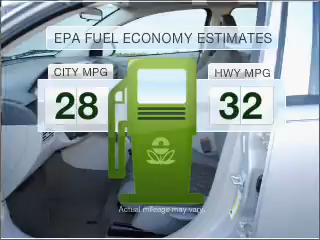 EPA FUEL ECONOMY ESTIMATES
CITY MPG
HWY MPG
28
32
Actual mileage may vary.